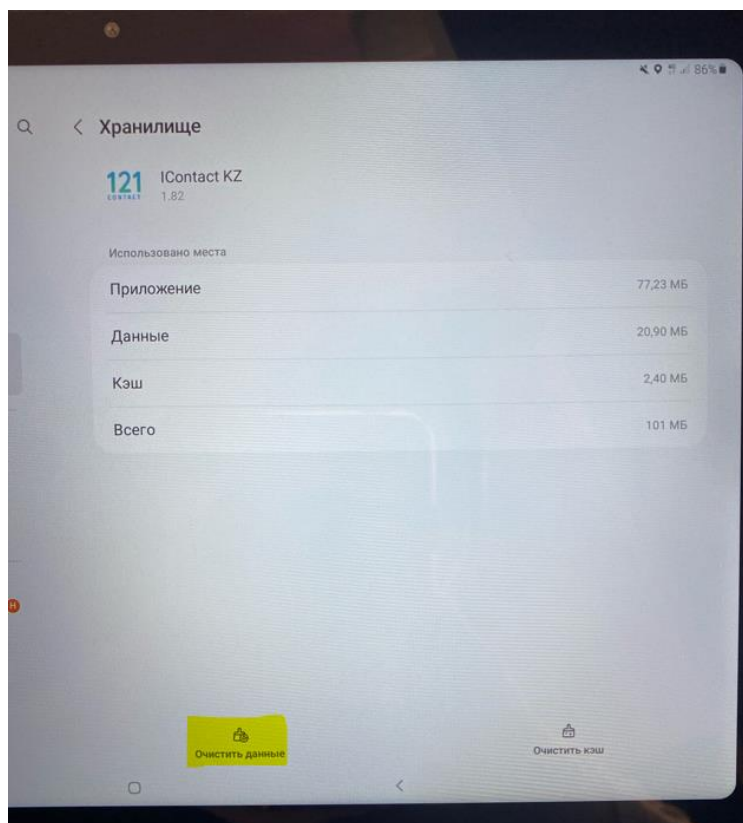 86%
Хранилище
121
CONTACT
IContact KZ
1.82
Использовано места
Приложение
77,23 МБ
Данные
20,90 МБ
Кэш
2,40 МБ
Всего
101 МБ
Н
Очистить данные
Очистить кэш